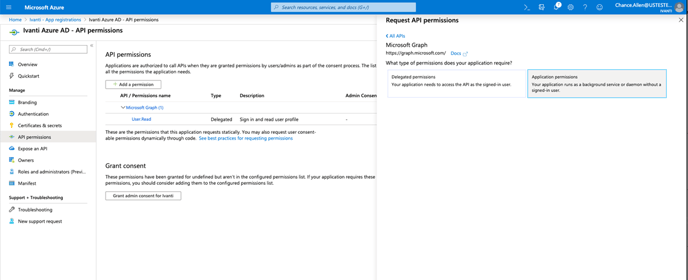 Microsoft Azure
Search resources, services, and docs (G+/)
Chance.Allen@USTESTE...
IVANTI
Home > Ivanti - App registrations > Ivanti Azure AD - API permissions
Ivanti Azure AD - API permissions
Search (Cmd+/)
Overview
Quickstart
Manage
Branding
Authentication
Certificates & secrets
API permissions
Expose an API
Owners
Roles and administrators (Previ...
Manifest
Support + Troubleshooting
Troubleshooting
New support request
API permissions
Applications are authorized to call APIs when they are granted permissions by users/admins as part of the consent process. The list
all the permissions the application needs.
+ Add a permission
API / Permissions name Type Description Admin Consen
Microsoft Graph (1)
User.Read Delegated Sign in and read user profile -
These are the permissions that this application requests statically. You may also request user consent-
able permissions dynamically through code. See best practices for requesting permissions
Grant consent
These permissions have been granted for undefined but aren't in the configured permissions list. If your application requires these
permissions, you should consider adding them to the configured permissions list.
Grant admin consent for Ivanti
Request API permissions
All APIs
Microsoft Graph
https://graph.microsoft.com/ Docs
What type of permissions does your application require?
Delegated permissions
Your application needs to access the API as the signed-in user.
Application permissions
Your application runs as a background service or daemon without a
signed-in user.